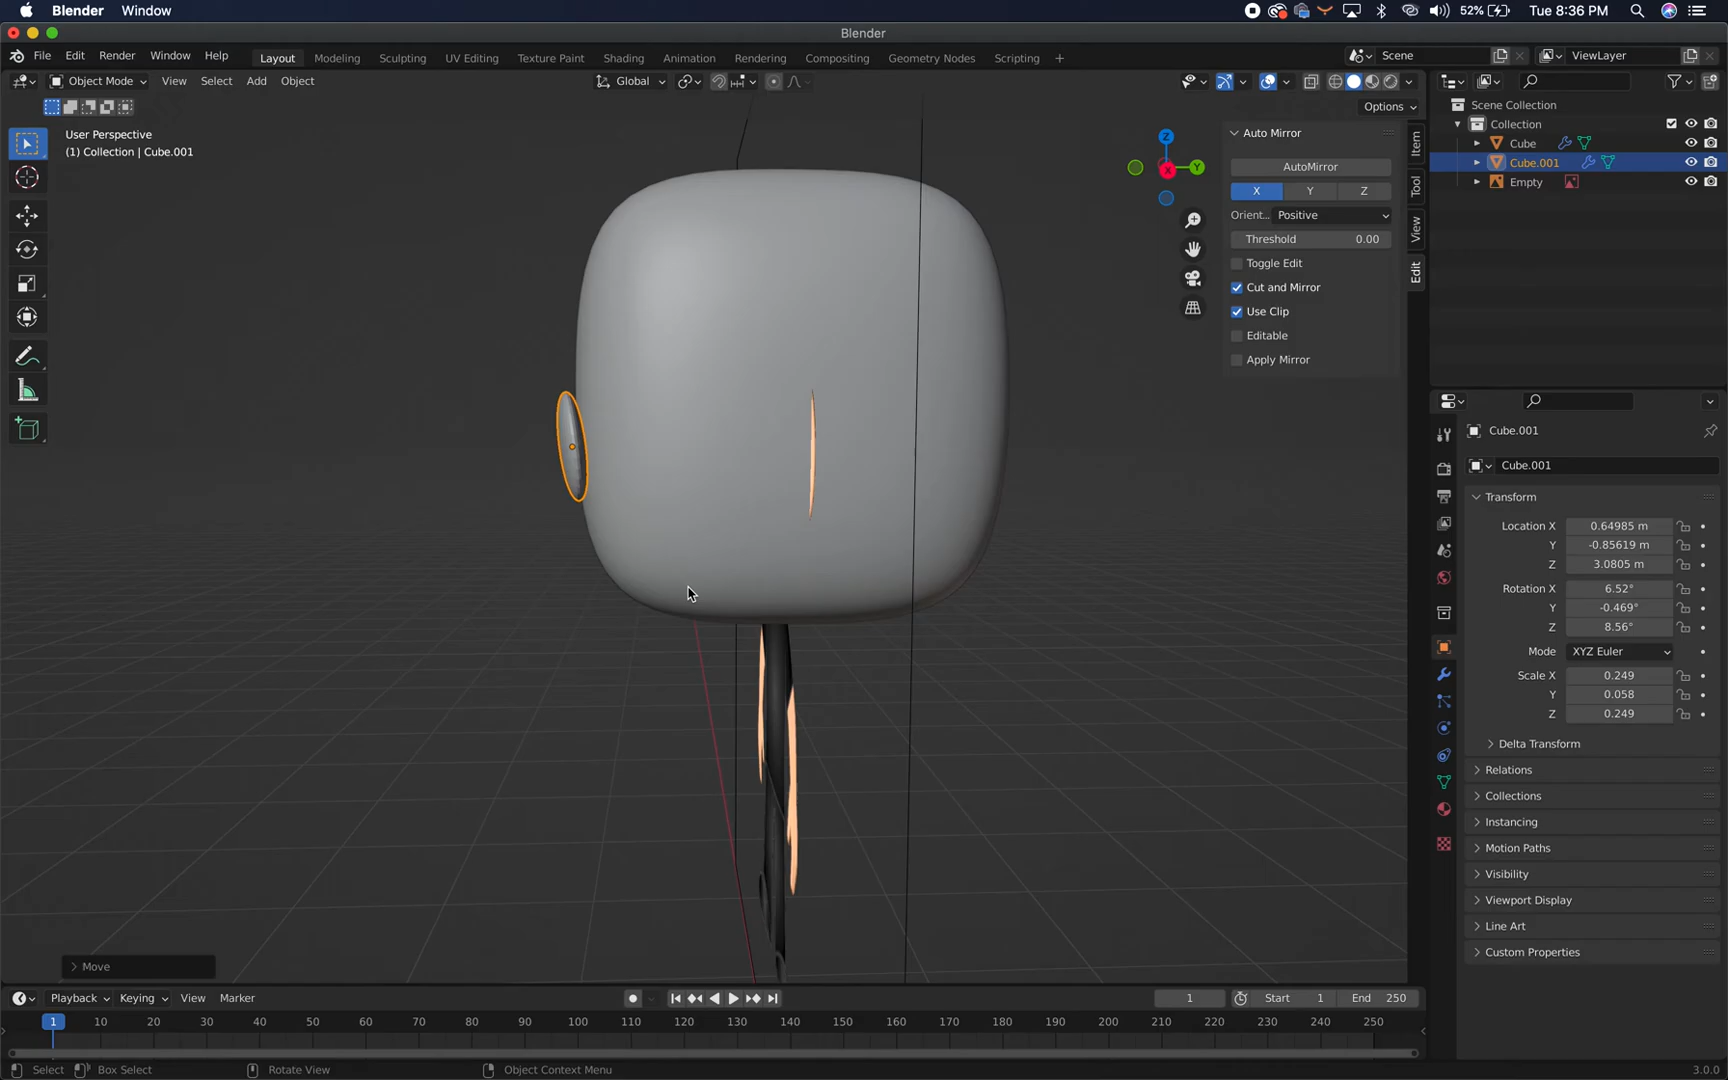 Blender Window 52% Tue 8:36 PM
Blender
File Edit Render Window Help Layout Modeling Sculpting UV Editing Texture Paint Shading Animation Rendering Compositing Geometry Nodes Scripting + Scene ViewLayer
Object Mode View Select Add Object Global
Options
User Perspective
(1) Collection | Cube.001
Z
Y
X
Auto Mirror
AutoMirror
X Y Z
Orient... Positive
Threshold 0.00
Toggle Edit
Cut and Mirror
Use Clip
Editable
Apply Mirror
Item
Tool
View
Edit
Scene Collection
Collection
Cube
Cube.001
Empty
Cube.001
Cube.001
Transform
Location X 0.64985 m
Y -0.85619 m
Z 3.0805 m
Rotation X 6.52°
Y -0.469°
Z 8.56°
Mode XYZ Euler
Scale X 0.249
Y 0.058
Z 0.249
Delta Transform
Relations
Collections
Instancing
Motion Paths
Visibility
Viewport Display
Line Art
Custom Properties
Move
Playback Keying View Marker 1 Start 1 End 250
1 10 20 30 40 50 60 70 80 90 100 110 120 130 140 150 160 170 180 190 200 210 220 230 240 250
Select Box Select Rotate View Object Context Menu 3.0.0